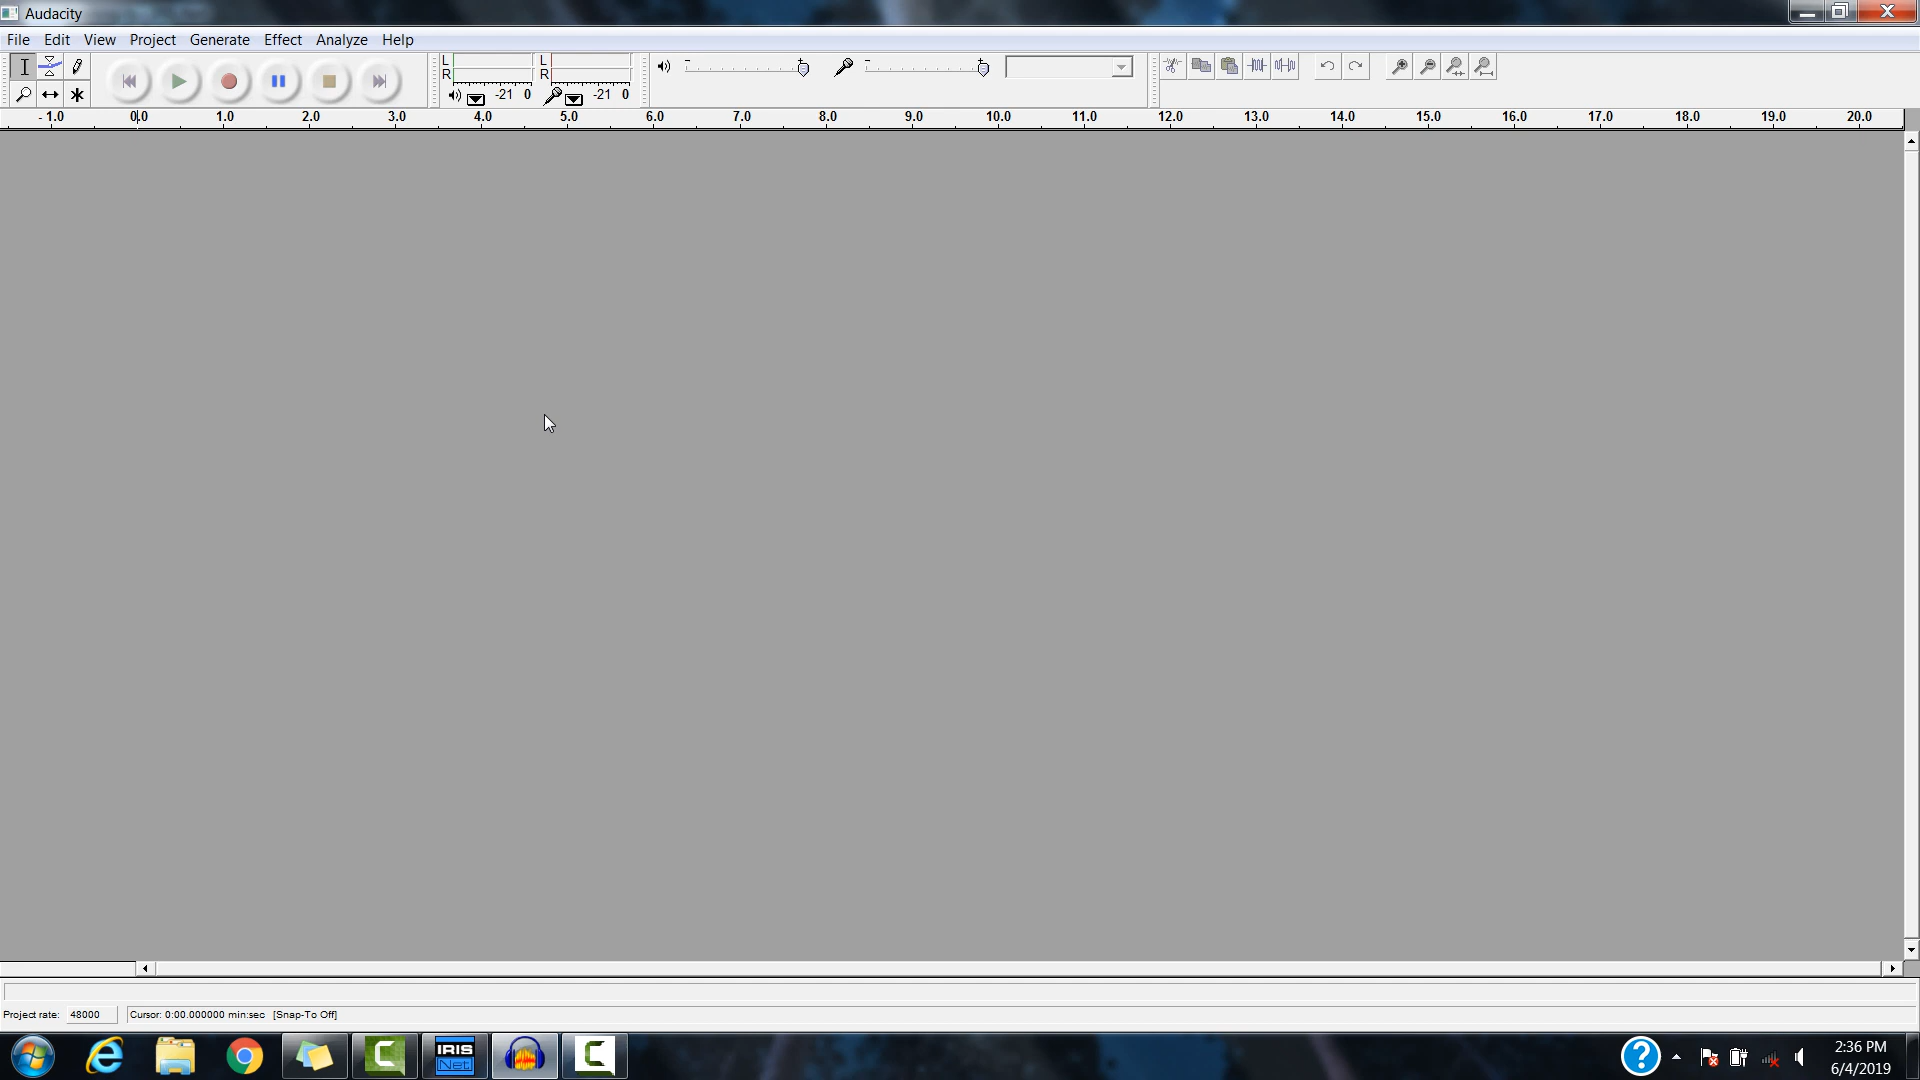 Audacity
File Edit View Project Generate Effect Analyze Help
L
R
-21 0
L
R
-21 0
- 1.0 0.0 1.0 2.0 3.0 4.0 5.0 6.0 7.0 8.0 9.0 10.0 11.0 12.0 13.0 14.0 15.0 16.0 17.0 18.0 19.0 20.0
Project rate: 48000 Cursor: 0:00.000000 min:sec [Snap-To Off]
IRIS
Net
2:36 PM
6/4/2019